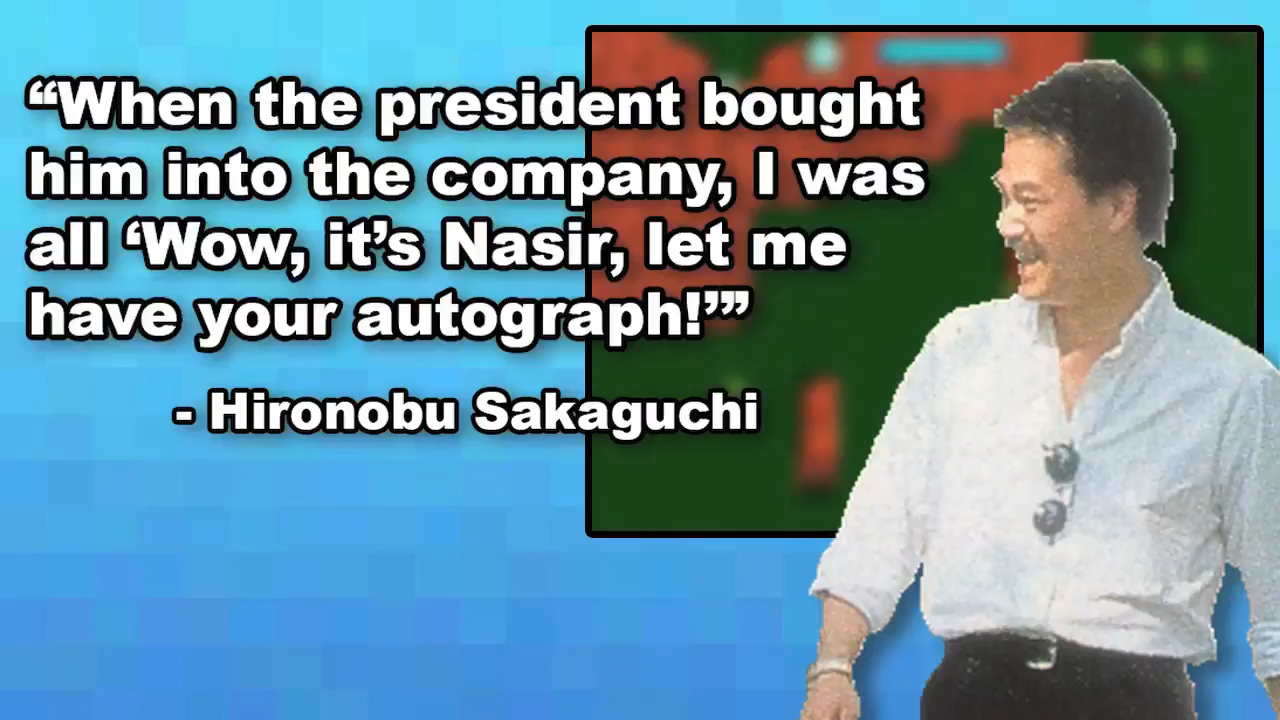 “When the president bought
him into the company, I was
all ‘Wow, it’s Nasir, let me
have your autograph!’”
- Hironobu Sakaguchi